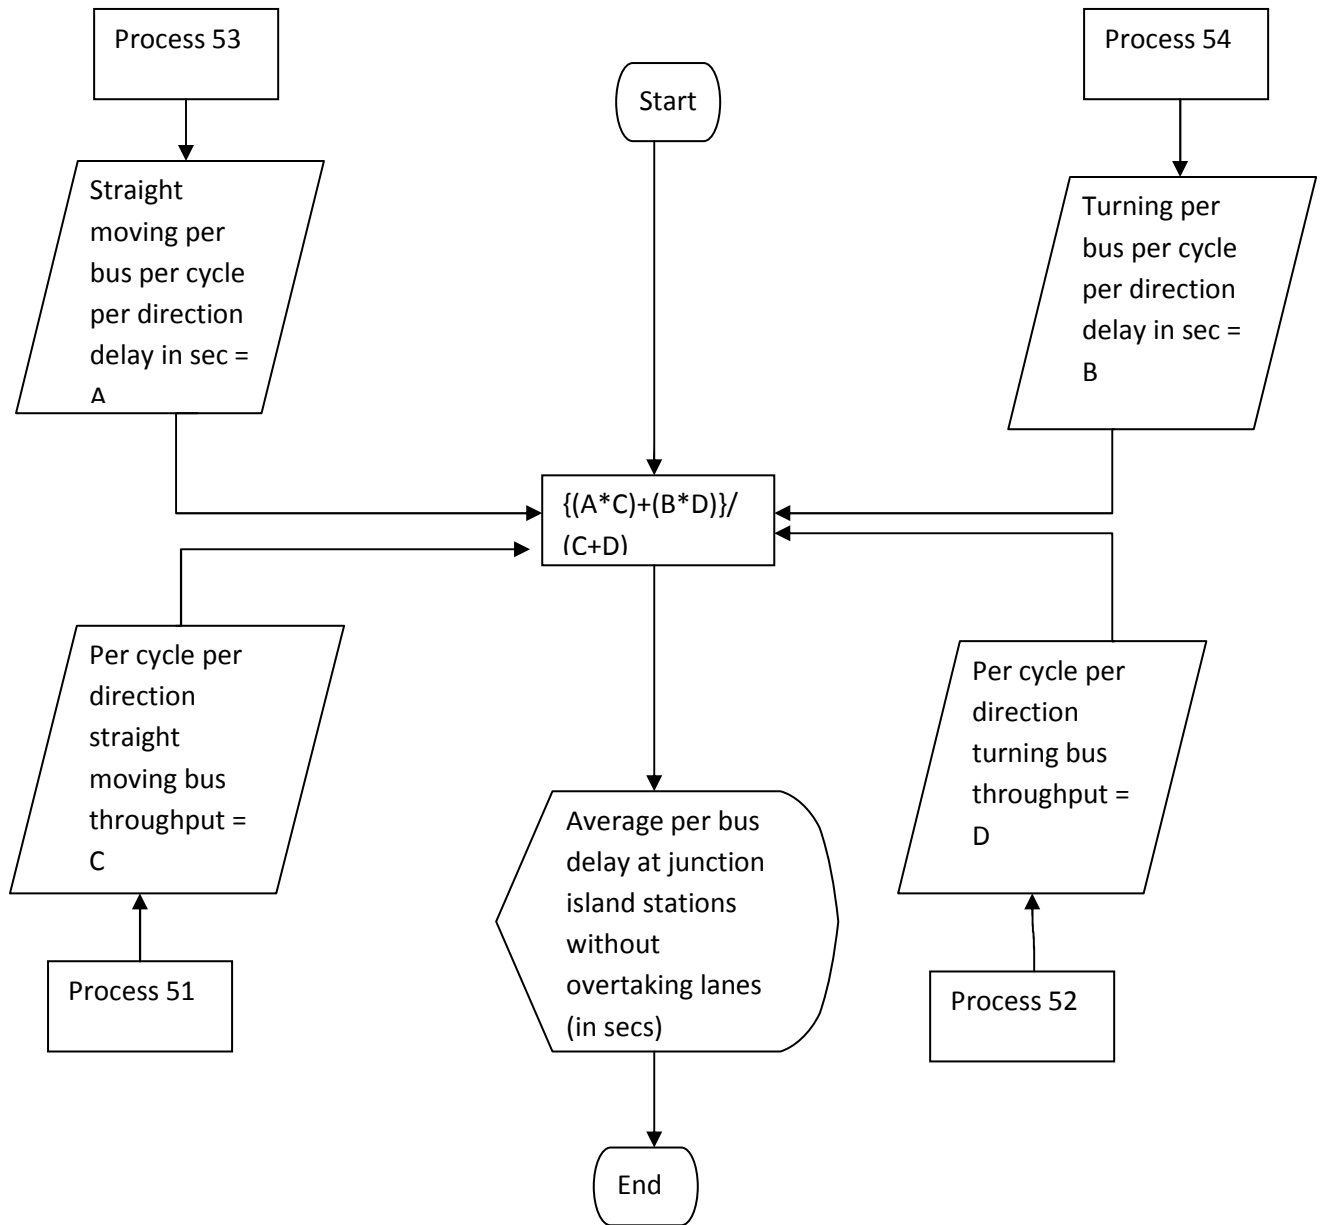 Process 53
Process 54
Start
Straight
moving per
bus per cycle
per direction
delay in sec =
A
Turning per
bus per cycle
per direction
delay in sec =
B
{(A*C)+(B*D)}/
(C+D)
Per cycle per
direction
straight
moving bus
throughput =
C
Per cycle per
direction
turning bus
throughput =
D
Average per bus
delay at junction
island stations
without
overtaking lanes
(in secs)
Process 51
Process 52
End